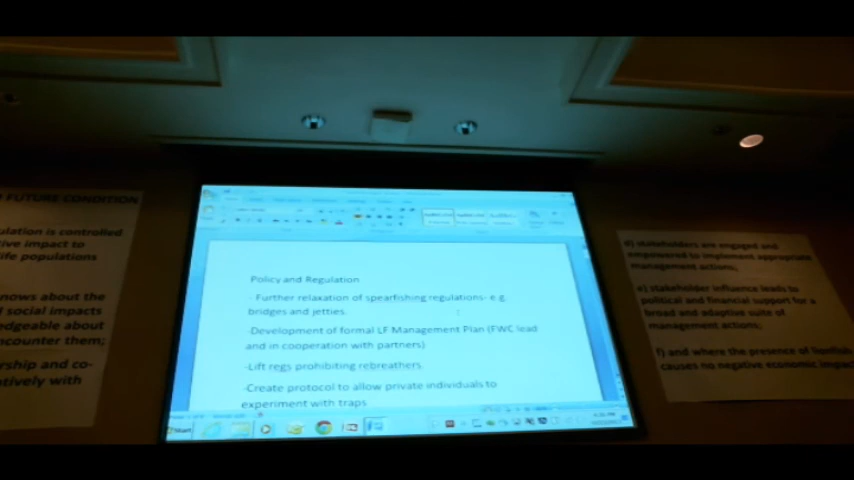 FUTURE CONDITION
ulation is controlled
ive impact to
life populations
nows about the
social impacts
edgeable about
ncounter them;
rship and co-
atively with
Policy and Regulation
- Further relaxation of spearfishing regulations- e.g.
bridges and jetties.
-Development of formal LF Management Plan (FWC lead
and in cooperation with partners)
-Lift regs prohibiting rebreathers.
-Create protocol to allow private individuals to
experiment with traps
Start
d) stakeholders are engaged and
empowered to implement appropriate
management actions;
e) stakeholder influence leads to
political and financial support for a
broad and adaptive suite of
management actions;
f) and where the presence of lionfish
causes no negative economic impac